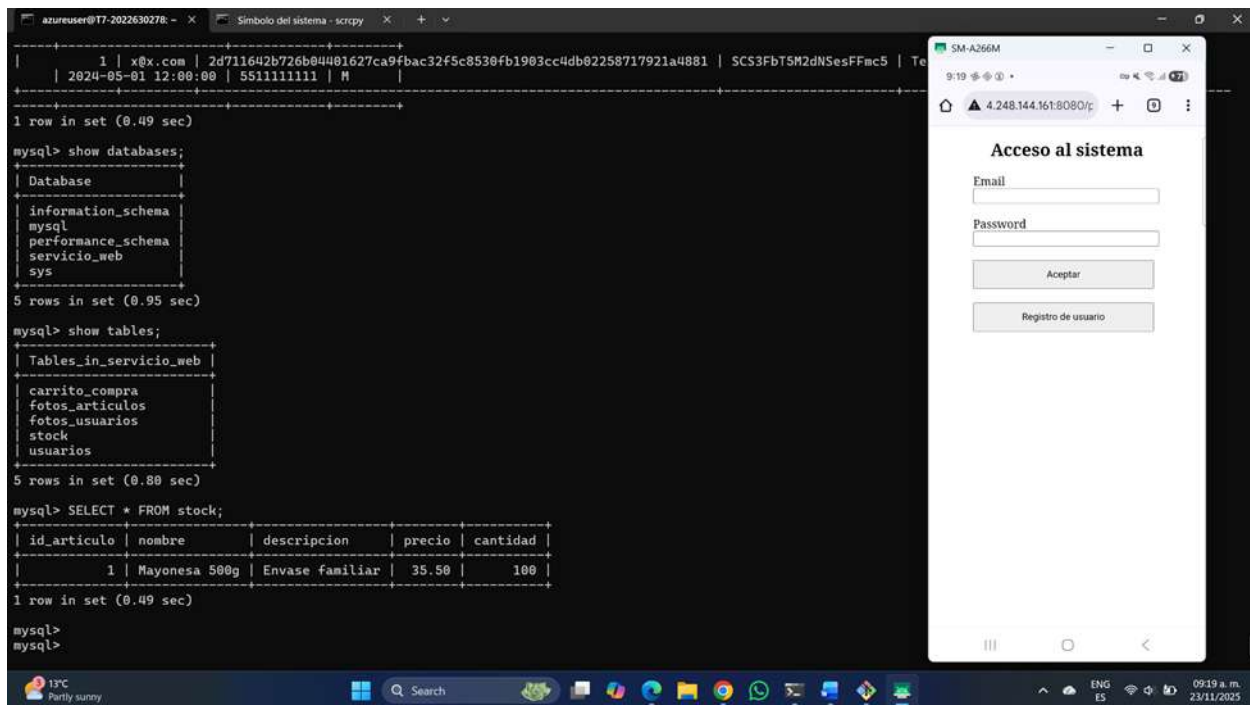 azureuser@T7-2022630278: ~
Símbolo del sistema - scrcpy
| 1 | x@x.com | 2d711642b726b04401627ca9fbac32f5c8530fb1903cc4db02258717921a4881 | SCS3FbT5M2dNSesFFmc5 | Te
| 2024-05-01 12:00:00 | 5511111111 | M |
1 row in set (0.49 sec)
mysql> show databases;
| Database |
| information_schema |
| mysql |
| performance_schema |
| servicio_web |
| sys |
5 rows in set (0.95 sec)
mysql> show tables;
| Tables_in_servicio_web |
| carrito_compra |
| fotos_articulos |
| fotos_usuarios |
| stock |
| usuarios |
5 rows in set (0.80 sec)
mysql> SELECT * FROM stock;
| id_articulo | nombre | descripcion | precio | cantidad |
| 1 | Mayonesa 500g | Envase familiar | 35.50 | 100 |
1 row in set (0.49 sec)
mysql>
mysql>
SM-A266M
9:19
4.248.144.161:8080/p
9
Acceso al sistema
Email
Password
Aceptar
Registro de usuario
3
13°C
Partly sunny
Search
ENG
ES
09:19 a. m.
23/11/2025